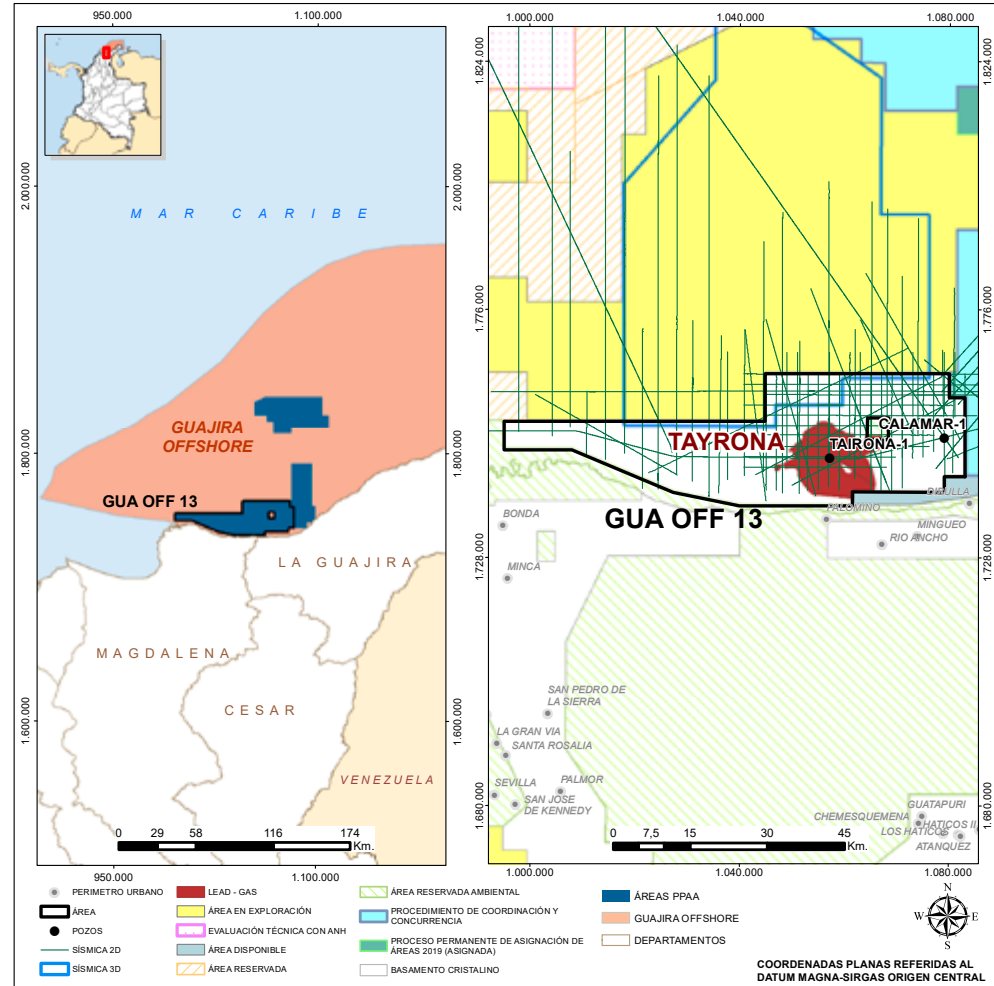 950.000
1.100.000
1.000.000
1.040.000
1.080.000
2.000.000
1.800.000
1.600.000
2.000.000
1.800.000
1.600.000
MAR CARIBE
GUAJIRA
OFFSHORE
GUA OFF 13
LA GUAJIRA
MAGDALENA
CESAR
VENEZUELA
0 29 58 116 174
Km.
950.000
1.100.000
1.824.000
1.776.000
1.728.000
1.680.000
1.824.000
1.776.000
1.728.000
1.680.000
TAYRONA
CALAMAR-1
TAIRONA-1
GUA OFF 13
DIBULLA
PALOMINO
MINGUEO
RIO ANCHO
BONDA
MINCA
SAN PEDRO DE
LA SIERRA
LA GRAN VIA
SANTA ROSALIA
SEVILLA
PALMOR
SAN JOSE
DE KENNEDY
GUATAPURI
CHEMESQUEMENA
HATICOS II
LOS HATICOS
ATANQUEZ
0 7,5 15 30 45
Km.
1.000.000
1.040.000
1.080.000
PERIMETRO URBANO
ÁREA
POZOS
SÍSMICA 2D
SÍSMICA 3D
LEAD - GAS
ÁREA EN EXPLORACIÓN
EVALUACIÓN TÉCNICA CON ANH
ÁREA DISPONIBLE
ÁREA RESERVADA
ÁREA RESERVADA AMBIENTAL
PROCEDIMIENTO DE COORDINACIÓN Y
CONCURRENCIA
PROCESO PERMANENTE DE ASIGNACIÓN DE
ÁREAS 2019 (ASIGNADA)
BASAMENTO CRISTALINO
ÁREAS PPAA
GUAJIRA OFFSHORE
DEPARTAMENTOS
N
W
E
S
COORDENADAS PLANAS REFERIDAS AL
DATUM MAGNA-SIRGAS ORIGEN CENTRAL